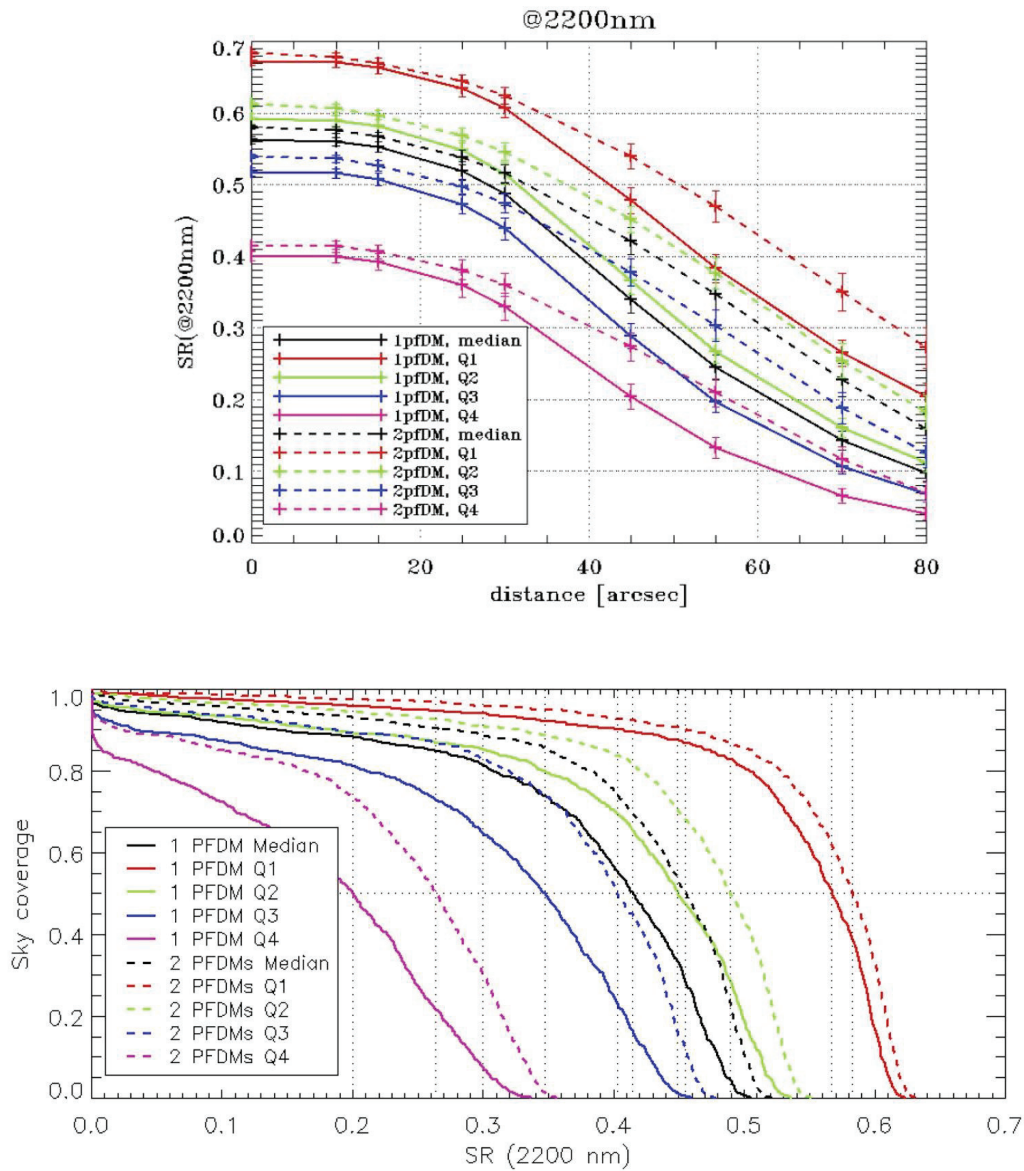 @2200nm
0.7
0.6
0.5
0.4
0.3
0.2
0.1
0.0
SR(@2200nm)
1pfDM, median
1pfDM, Q1
1pfDM, Q2
1pfDM, Q3
1pfDM, Q4
2pfDM, median
2pfDM, Q1
2pfDM, Q2
2pfDM, Q3
2pfDM, Q4
0 20 40 60 80
distance [arcsec]
1.0
0.8
0.6
0.4
0.2
0.0
Sky coverage
1 PFDM Median
1 PFDM Q1
1 PFDM Q2
1 PFDM Q3
1 PFDM Q4
2 PFDMs Median
2 PFDMs Q1
2 PFDMs Q2
2 PFDMs Q3
2 PFDMs Q4
0.0 0.1 0.2 0.3 0.4 0.5 0.6 0.7
SR (2200 nm)